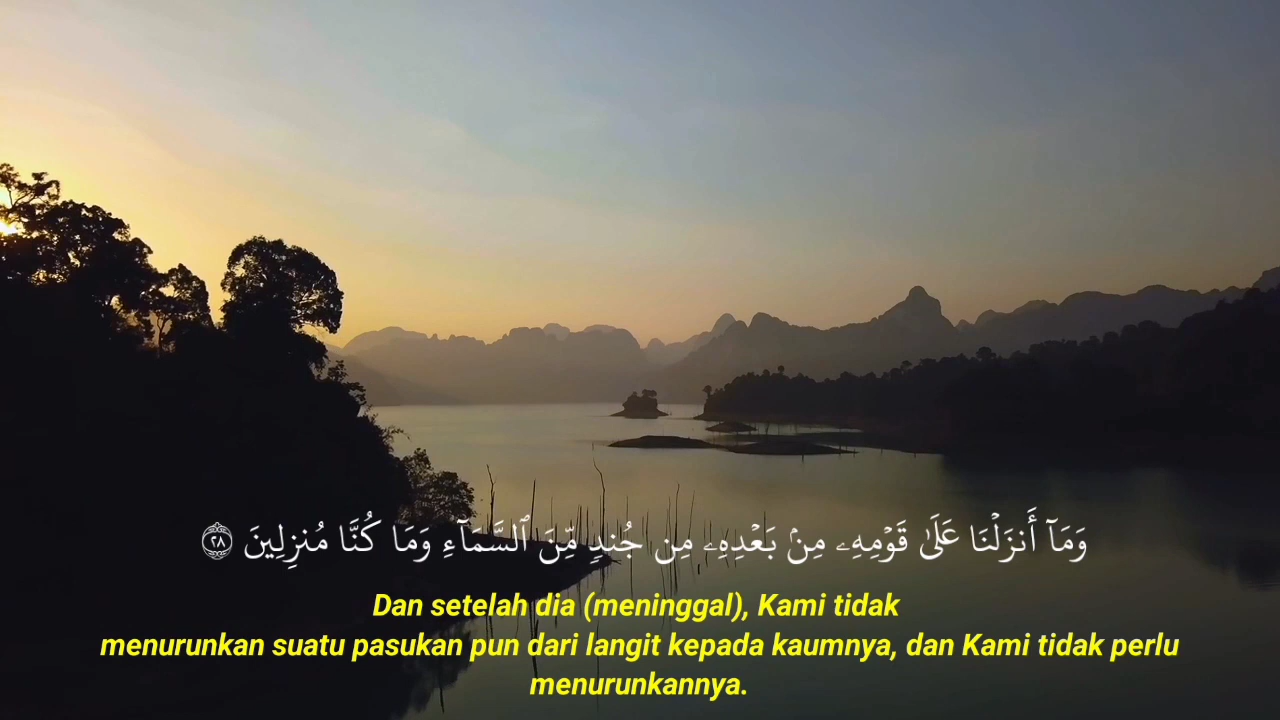 وَمَآ أَنزَلْنَا عَلَىٰ قَوْمِهِۦ مِنۢ بَعْدِهِۦ مِن جُندٍ مِّنَ ٱلسَّمَآءِ وَمَا كُنَّا مُنزِلِينَ ٢٨
Dan setelah dia (meninggal), Kami tidak
menurunkan suatu pasukan pun dari langit kepada kaumnya, dan Kami tidak perlu
menurunkannya.